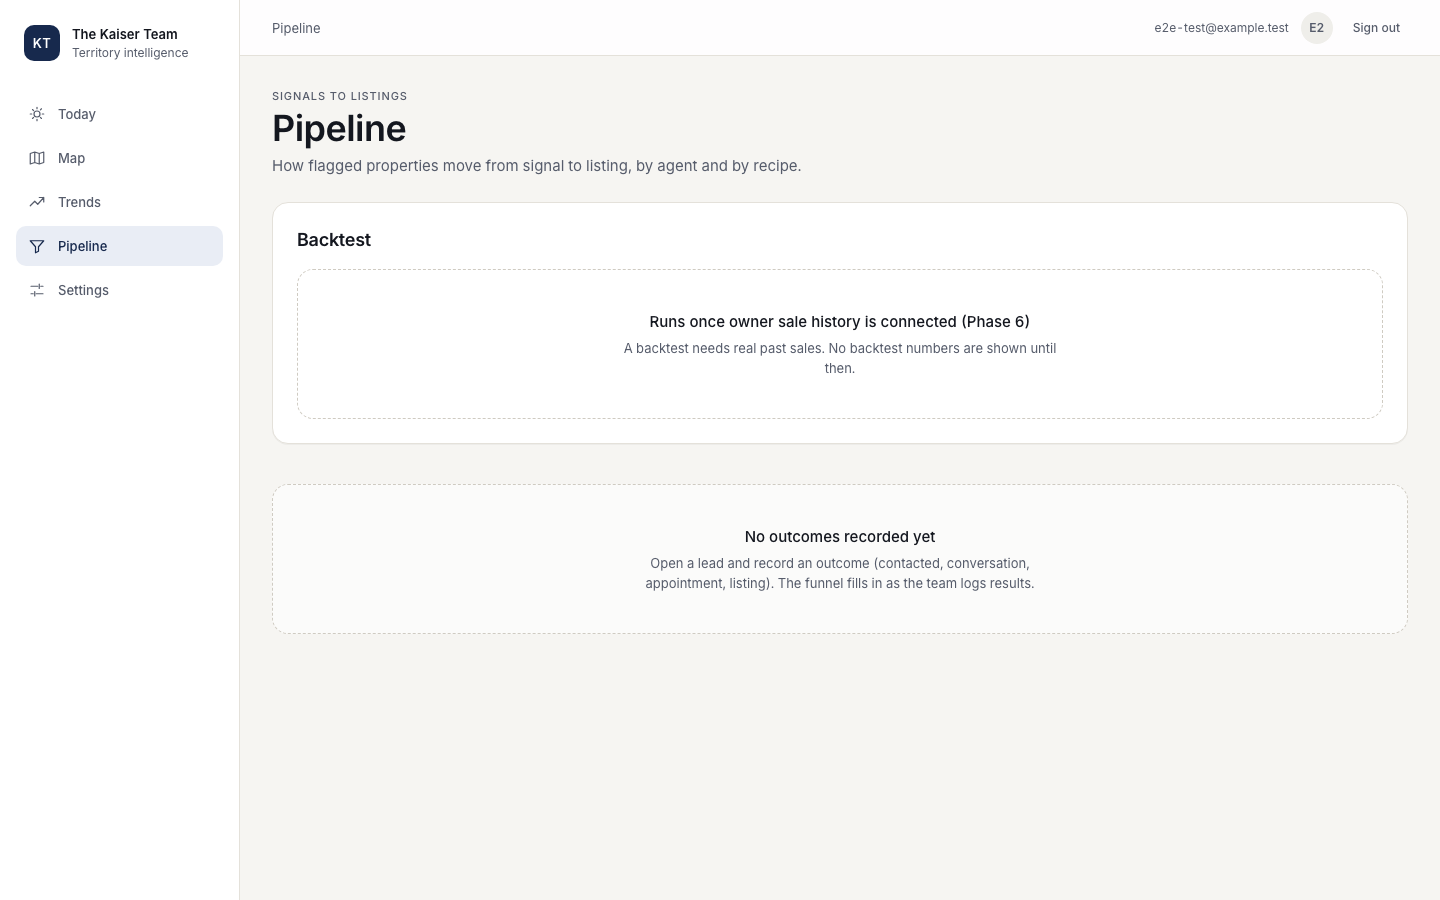 KT
The Kaiser Team
Territory intelligence
Today
Map
Trends
Pipeline
Settings
Pipeline
e2e-test@example.test
E2
Sign out
SIGNALS TO LISTINGS
Pipeline
How flagged properties move from signal to listing, by agent and by recipe.
Backtest
Runs once owner sale history is connected (Phase 6)
A backtest needs real past sales. No backtest numbers are shown until
then.
No outcomes recorded yet
Open a lead and record an outcome (contacted, conversation,
appointment, listing). The funnel fills in as the team logs results.